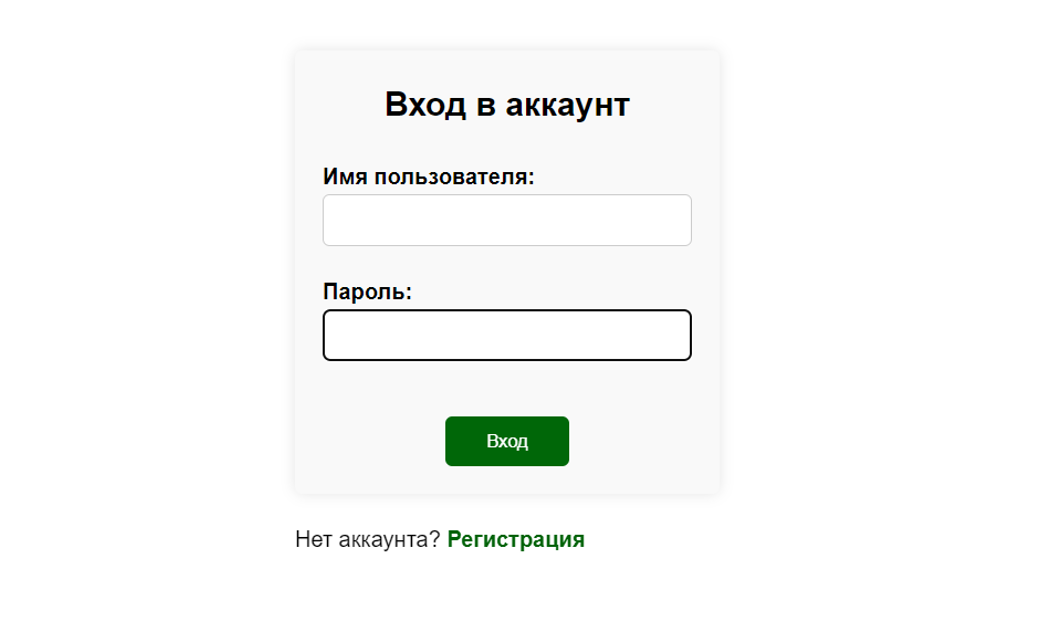 Вход в аккаунт
Имя пользователя:
Пароль:
Вход
Нет аккаунта? Регистрация